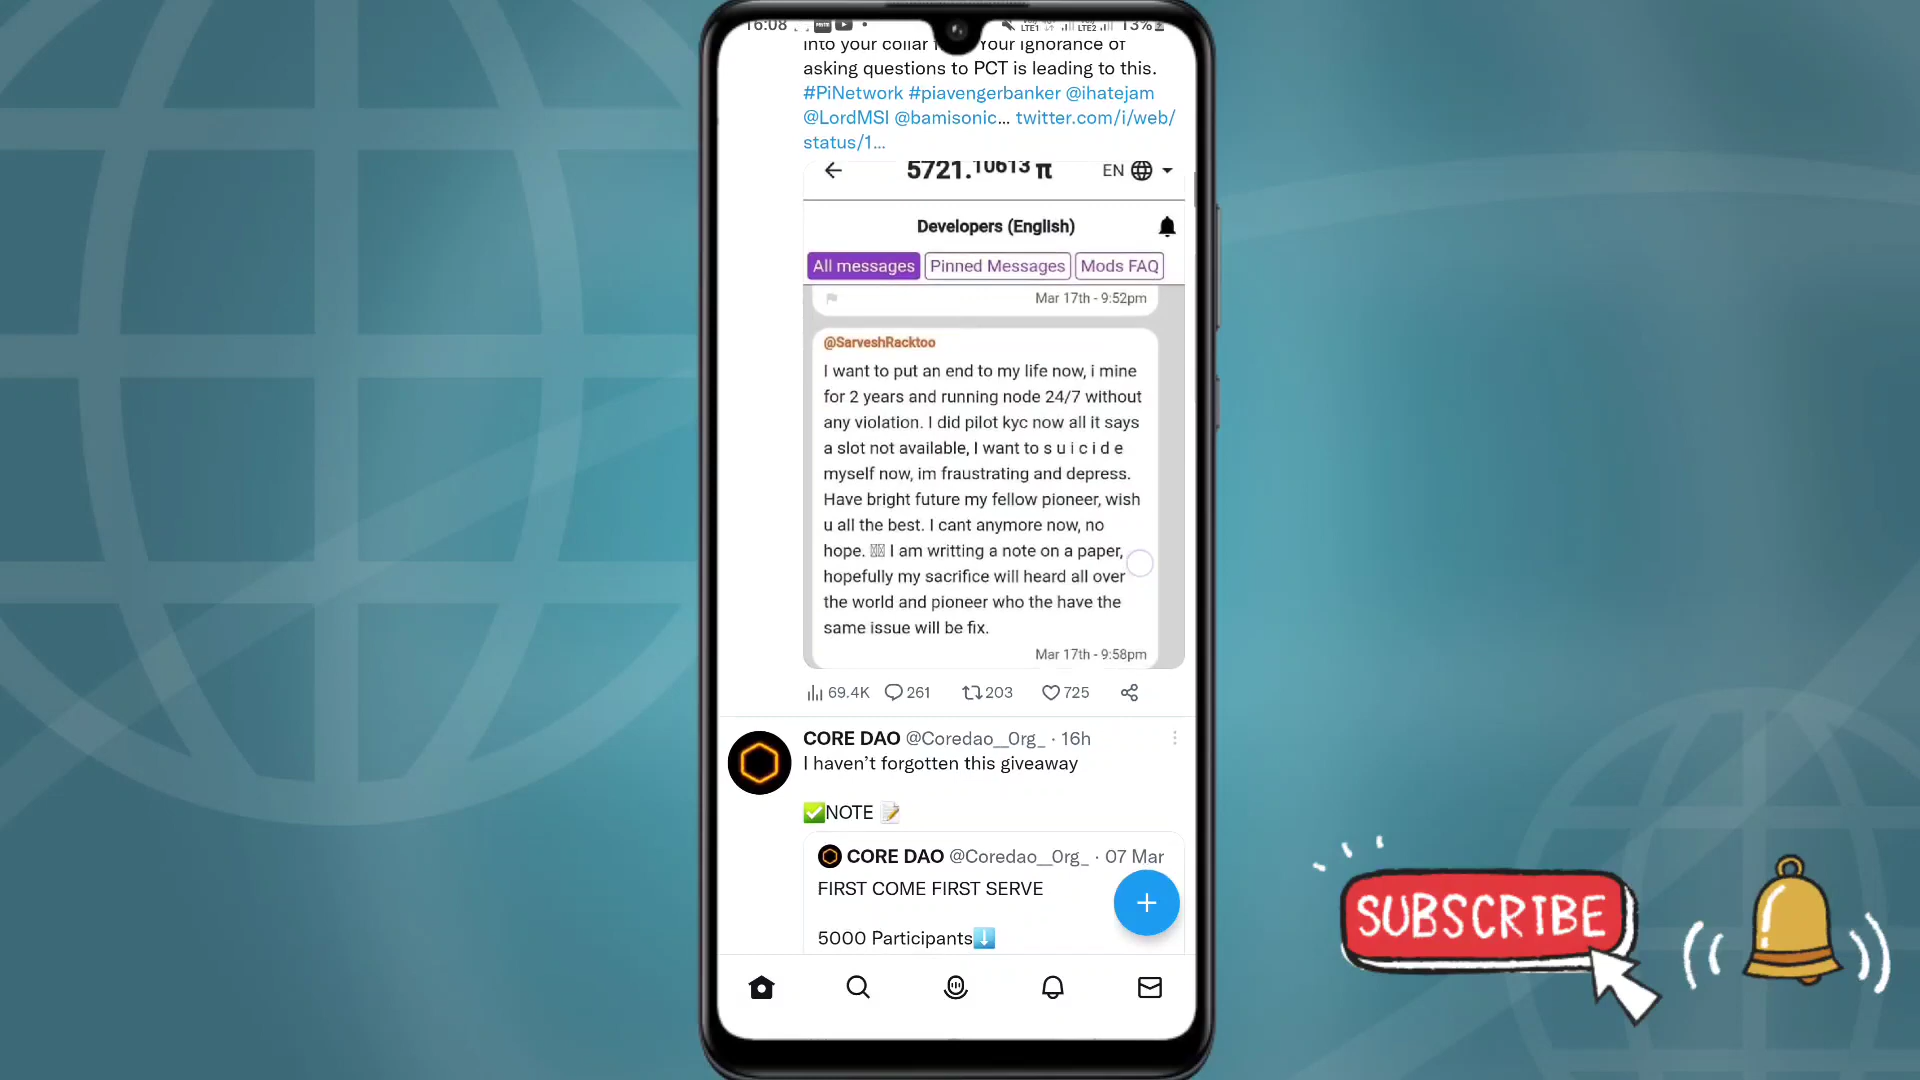 16:08
LTE1 LTE2 13%
into your collar Your ignorance of
asking questions to PCT is leading to this.
#PiNetwork #piavengerbanker @ihatejam
@LordMSI @bamisonic… twitter.com/i/web/
status/1…
5721.10613 π EN
Developers (English)
All messages Pinned Messages Mods FAQ
Mar 17th - 9:52pm
@SarveshRacktoo
I want to put an end to my life now, i mine
for 2 years and running node 24/7 without
any violation. I did pilot kyc now all it says
a slot not available, I want to s u i c i d e
myself now, im fraustrating and depress.
Have bright future my fellow pioneer, wish
u all the best. I cant anymore now, no
hope. I am writting a note on a paper,
hopefully my sacrifice will heard all over
the world and pioneer who the have the
same issue will be fix.
Mar 17th - 9:58pm
69.4K 261 203 725
CORE DAO @Coredao__0rg_ · 16h
I haven't forgotten this giveaway
✅NOTE 📝
CORE DAO @Coredao__0rg_ · 07 Mar
FIRST COME FIRST SERVE
5000 Participants⬇️
SUBSCRIBE